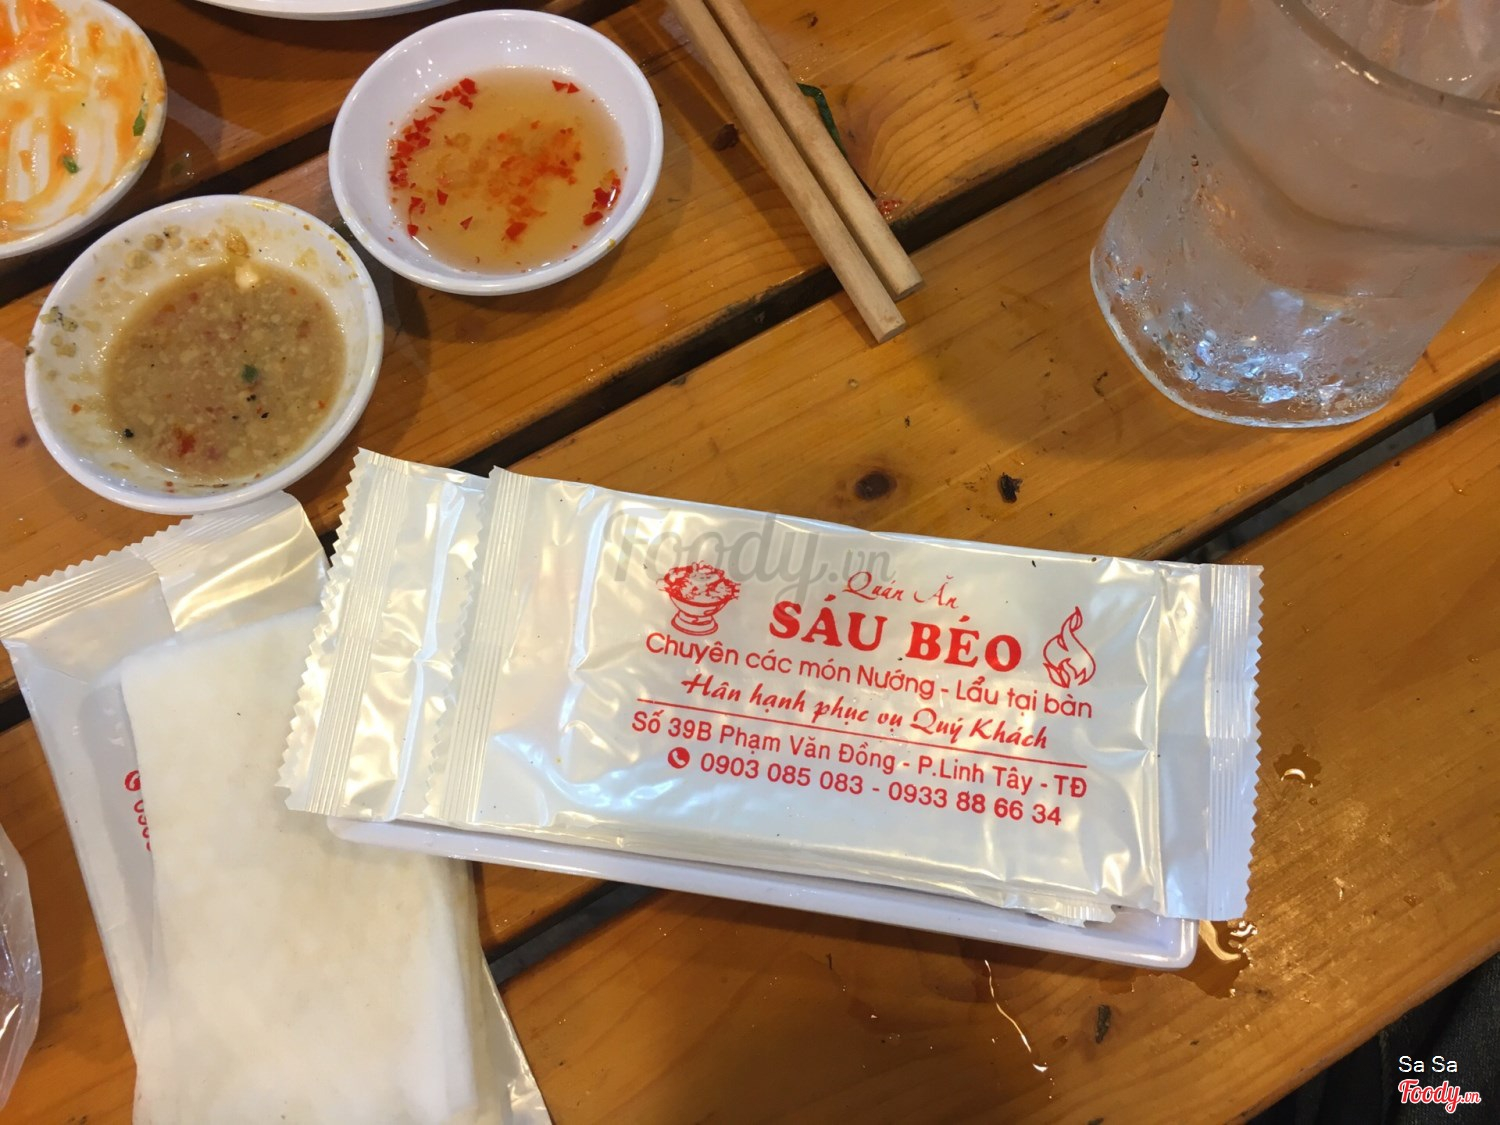 Foody.vn
Quán Ăn
SÁU BÉO
Chuyên các món Nướng - Lẩu tại bàn
Hân hạnh phục vụ Quý Khách
Số 39B Phạm Văn Đồng - P.Linh Tây - TĐ
0903 085 083 - 0933 88 66 34
Sa Sa
Foody.vn